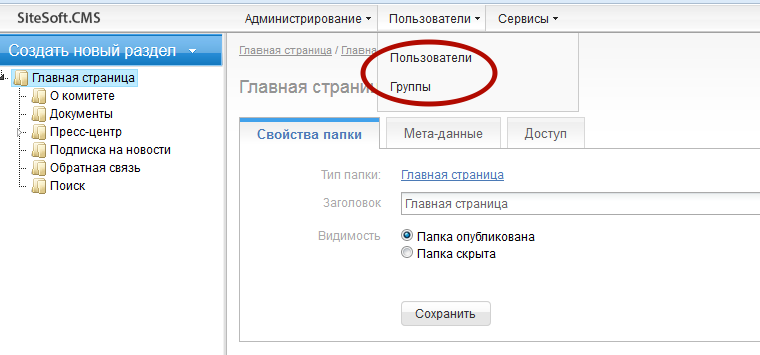 SiteSoft.CMS
Администрирование Пользователи Сервисы
Создать новый раздел
Главная страница
О комитете
Документы
Пресс-центр
Подписка на новости
Обратная связь
Поиск
Главная страница / Главна
Пользователи
Группы
Главная страниц
Свойства папки Мета-данные Доступ
Тип папки: Главная страница
Заголовок Главная страница
Видимость Папка опубликована
Папка скрыта
Сохранить